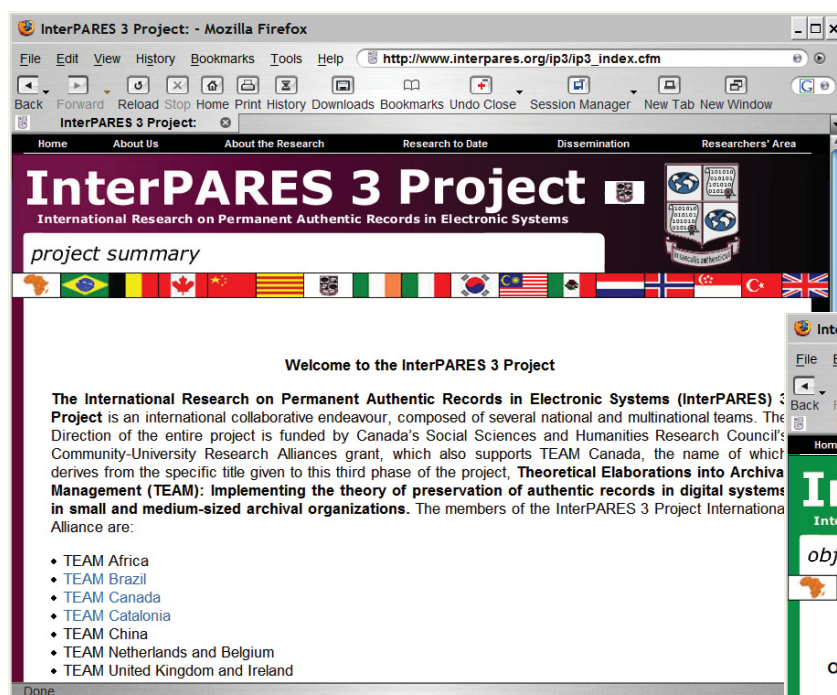 InterPARES 3 Project: - Mozilla Firefox
File Edit View History Bookmarks Tools Help http://www.interpares.org/ip3/ip3_index.cfm
Back Forward Reload Stop Home Print History Downloads Bookmarks Undo Close Session Manager New Tab New Window
InterPARES 3 Project:
Home About Us About the Research Research to Date Dissemination Researchers' Area
InterPARES 3 Project
International Research on Permanent Authentic Records in Electronic Systems
project summary
Welcome to the InterPARES 3 Project
The International Research on Permanent Authentic Records in Electronic Systems (InterPARES) 3
Project is an international collaborative endeavour, composed of several national and multinational teams. The
Direction of the entire project is funded by Canada's Social Sciences and Humanities Research Council's
Community-University Research Alliances grant, which also supports TEAM Canada, the name of which
derives from the specific title given to this third phase of the project, Theoretical Elaborations into Archiva
Management (TEAM): Implementing the theory of preservation of authentic records in digital systems
in small and medium-sized archival organizations. The members of the InterPARES 3 Project Internationa
Alliance are:
• TEAM Africa
• TEAM Brazil
• TEAM Canada
• TEAM Catalonia
• TEAM China
• TEAM Netherlands and Belgium
• TEAM United Kingdom and Ireland
Done
Inte
File E
Back F
Hom
I
Inte
obj
O